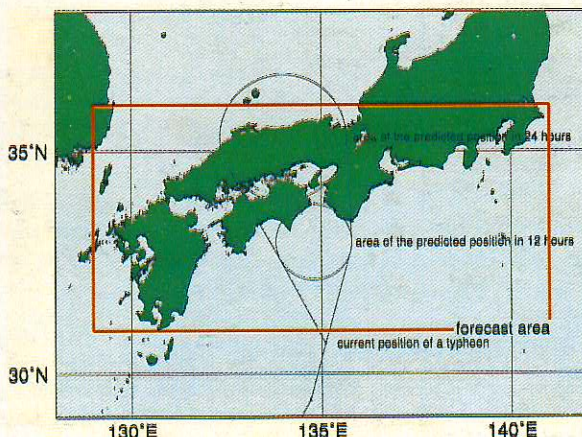 area of the predicted position in 24 hours
35°N
area of the predicted position in 12 hours
forecast area
current position of a typheen
30°N
130°E
135°E
140°E